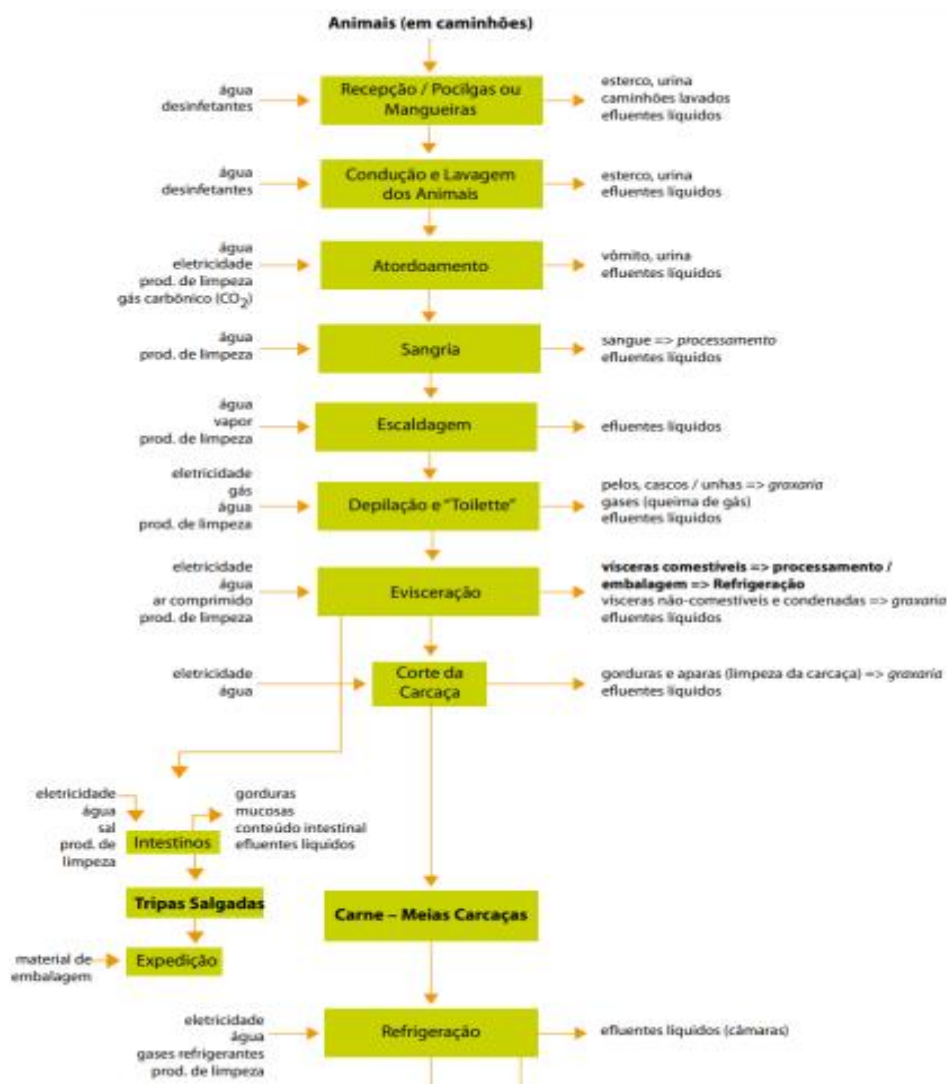 Animais (em caminhões)
água
desinfetantes
Recepção / Pocilgas ou
Mangueiras
esterco, urina
caminhões lavados
efluentes líquidos
água
desinfetantes
Condução e Lavagem
dos Animais
esterco, urina
efluentes líquidos
água
eletricidade
prod. de limpeza
gás carbônico (CO2)
Atordoamento
vômito, urina
efluentes líquidos
água
prod. de limpeza
Sangria
sangue => processamento
efluentes líquidos
água
vapor
prod. de limpeza
Escaldagem
efluentes líquidos
eletricidade
gás
água
prod. de limpeza
Depilação e "Toilette"
pelos, cascos / unhas => graxaria
gases (queima de gás)
efluentes líquidos
eletricidade
água
ar comprimido
prod. de limpeza
Evisceração
vísceras comestíveis => processamento /
embalagem => Refrigeração
vísceras não-comestíveis e condenadas => graxaria
efluentes líquidos
eletricidade
água
Corte da
Carcaça
gorduras e aparas (limpeza da carcaça) => graxaria
efluentes líquidos
eletricidade
água
sal
prod. de
limpeza
Intestinos
gorduras
mucosas
conteúdo intestinal
efluentes líquidos
Tripas Salgadas
Carne – Meias Carcaças
material de
embalagem
Expedição
eletricidade
água
gases refrigerantes
prod. de limpeza
Refrigeração
efluentes líquidos (câmaras)